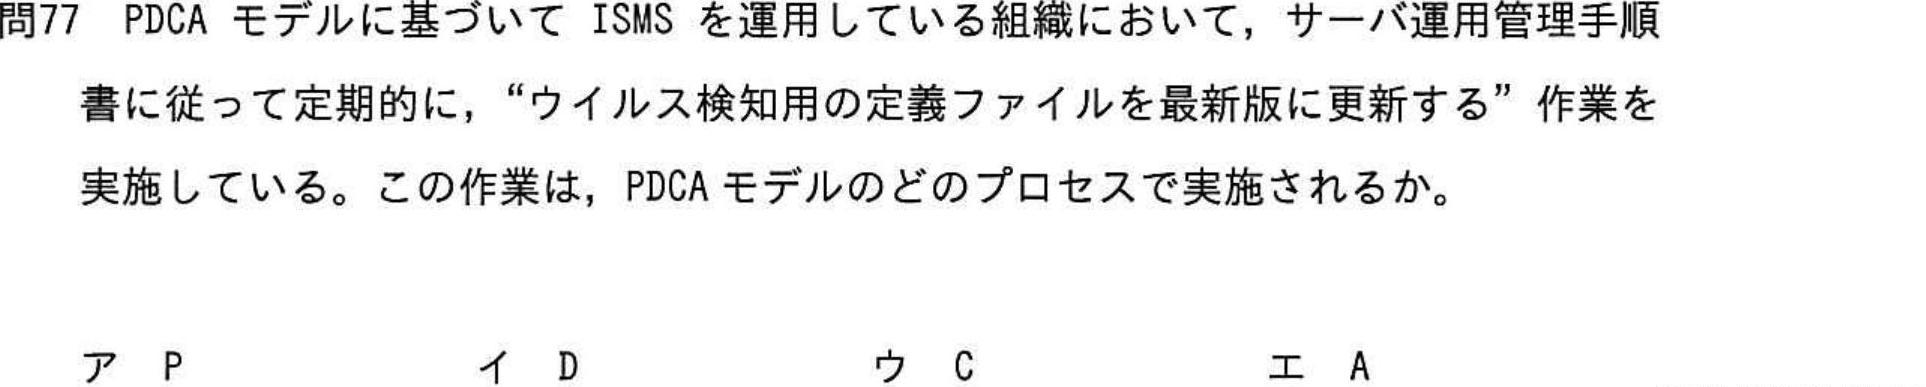 問77 PDCA モデルに基づいて ISMS を運用している組織において，サーバ運用管理手順
書に従って定期的に，“ウイルス検知用の定義ファイルを最新版に更新する”作業を
実施している。この作業は，PDCA モデルのどのプロセスで実施されるか。
ア P イ D ウ C エ A